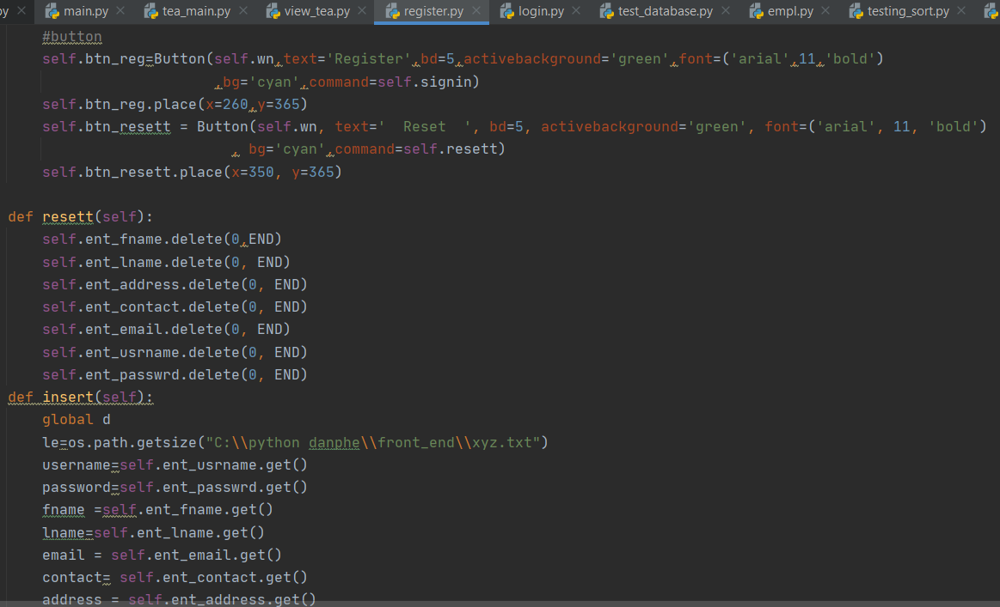 py main.py tea_main.py view_tea.py register.py login.py test_database.py empl.py testing_sort.py
#button
self.btn_reg=Button(self.wn,text='Register',bd=5,activebackground='green',font=('arial',11,'bold')
,bg='cyan',command=self.signin)
self.btn_reg.place(x=260,y=365)
self.btn_resett = Button(self.wn, text='  Reset  ', bd=5, activebackground='green', font=('arial', 11, 'bold')
, bg='cyan',command=self.resett)
self.btn_resett.place(x=350, y=365)
def resett(self):
self.ent_fname.delete(0,END)
self.ent_lname.delete(0, END)
self.ent_address.delete(0, END)
self.ent_contact.delete(0, END)
self.ent_email.delete(0, END)
self.ent_usrname.delete(0, END)
self.ent_passwrd.delete(0, END)
def insert(self):
global d
le=os.path.getsize("C:\\python danphe\\front_end\\xyz.txt")
username=self.ent_usrname.get()
password=self.ent_passwrd.get()
fname =self.ent_fname.get()
lname=self.ent_lname.get()
email = self.ent_email.get()
contact= self.ent_contact.get()
address = self.ent_address.get()